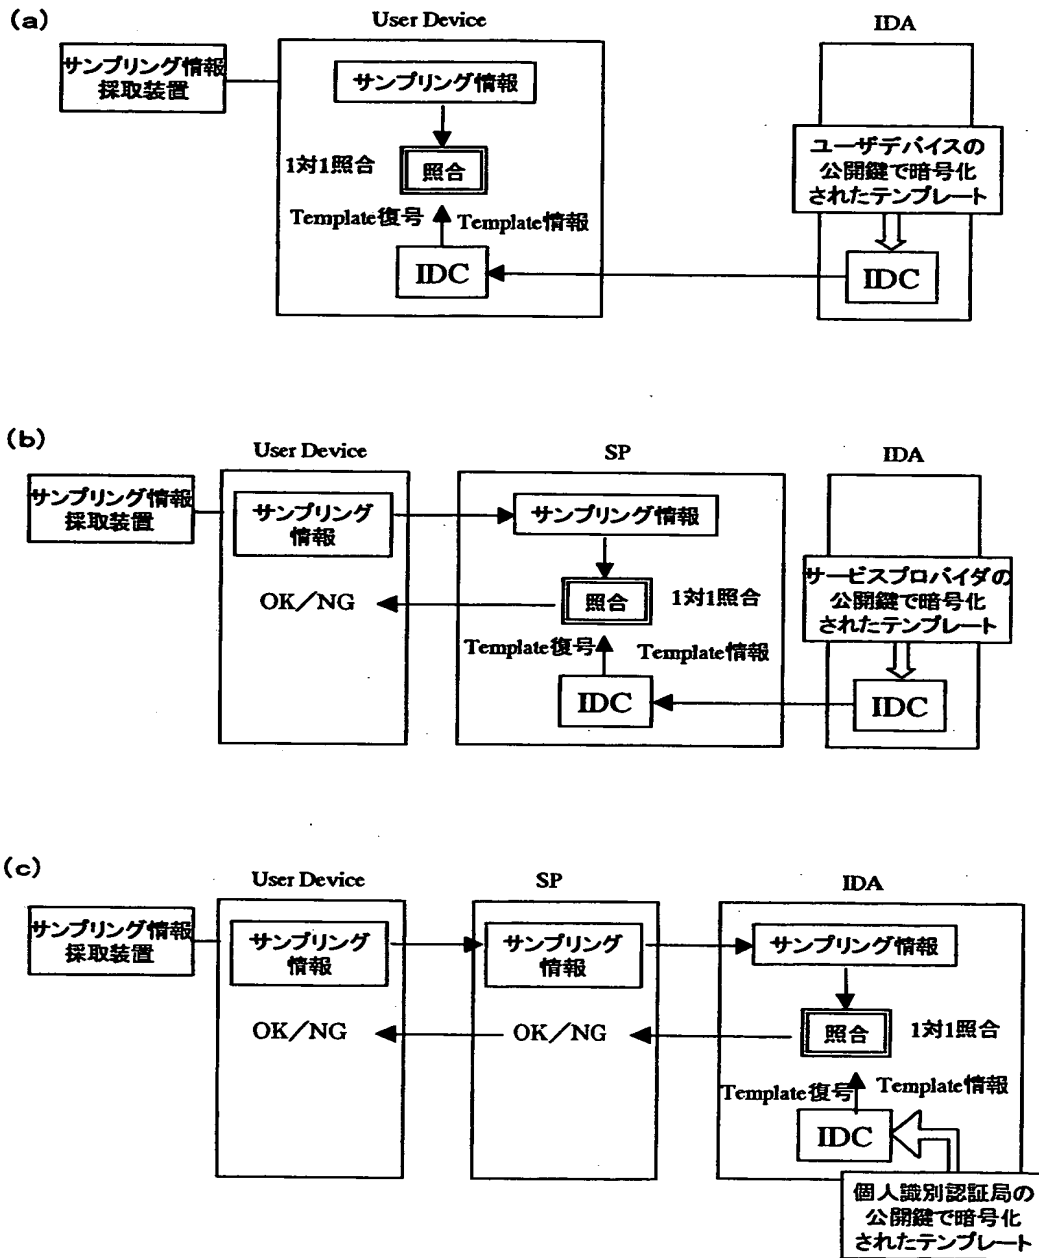 (a)
User Device
IDA
サンプリング情報
採取装置
サンプリング情報
1対1照合
照合
Template復号
Template情報
IDC
ユーザデバイスの
公開鍵で暗号化
されたテンプレート
IDC
(b)
User Device
SP
IDA
サンプリング情報
採取装置
サンプリング
情報
サンプリング情報
OK/NG
照合
1対1照合
Template復号
Template情報
IDC
サービスプロバイダの
公開鍵で暗号化
されたテンプレート
IDC
(c)
User Device
SP
IDA
サンプリング情報
採取装置
サンプリング
情報
サンプリング
情報
サンプリング情報
OK/NG
OK/NG
照合
1対1照合
Template復号
Template情報
IDC
個人識別認証局の
公開鍵で暗号化
されたテンプレート